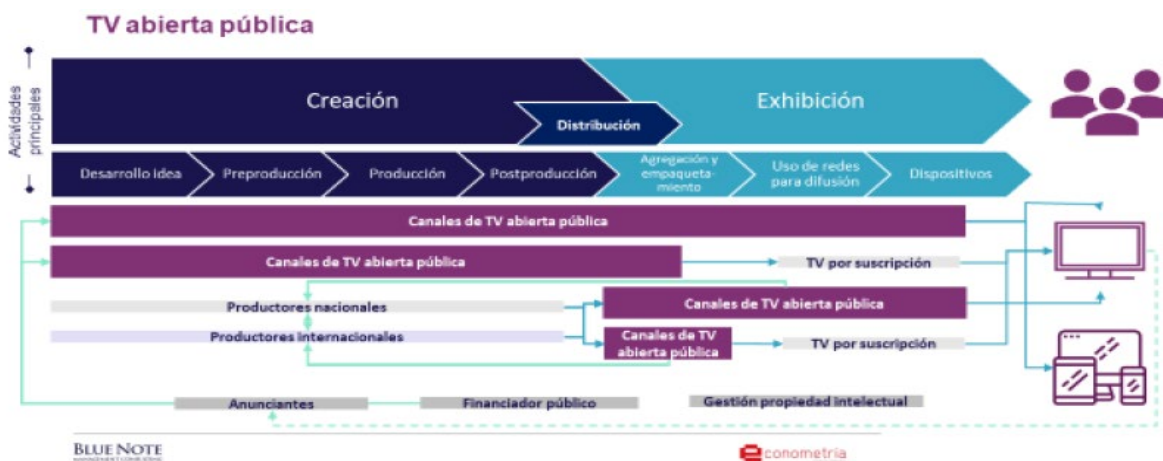 TV abierta pública
Actividades
principales
Creación
Exhibición
Distribución
Desarrollo idea
Preproducción
Producción
Postproducción
Agregación y
empaqueta-
miento
Uso de redes
para difusión
Dispositivos
Canales de TV abierta pública
Canales de TV abierta pública
TV por suscripción
Productores nacionales
Canales de TV abierta pública
Productores internacionales
Canales de TV
abierta pública
TV por suscripción
Anunciantes
Financiador público
Gestión propiedad intelectual
BLUE NOTE
MANAGEMENT CONSULTING
econometria